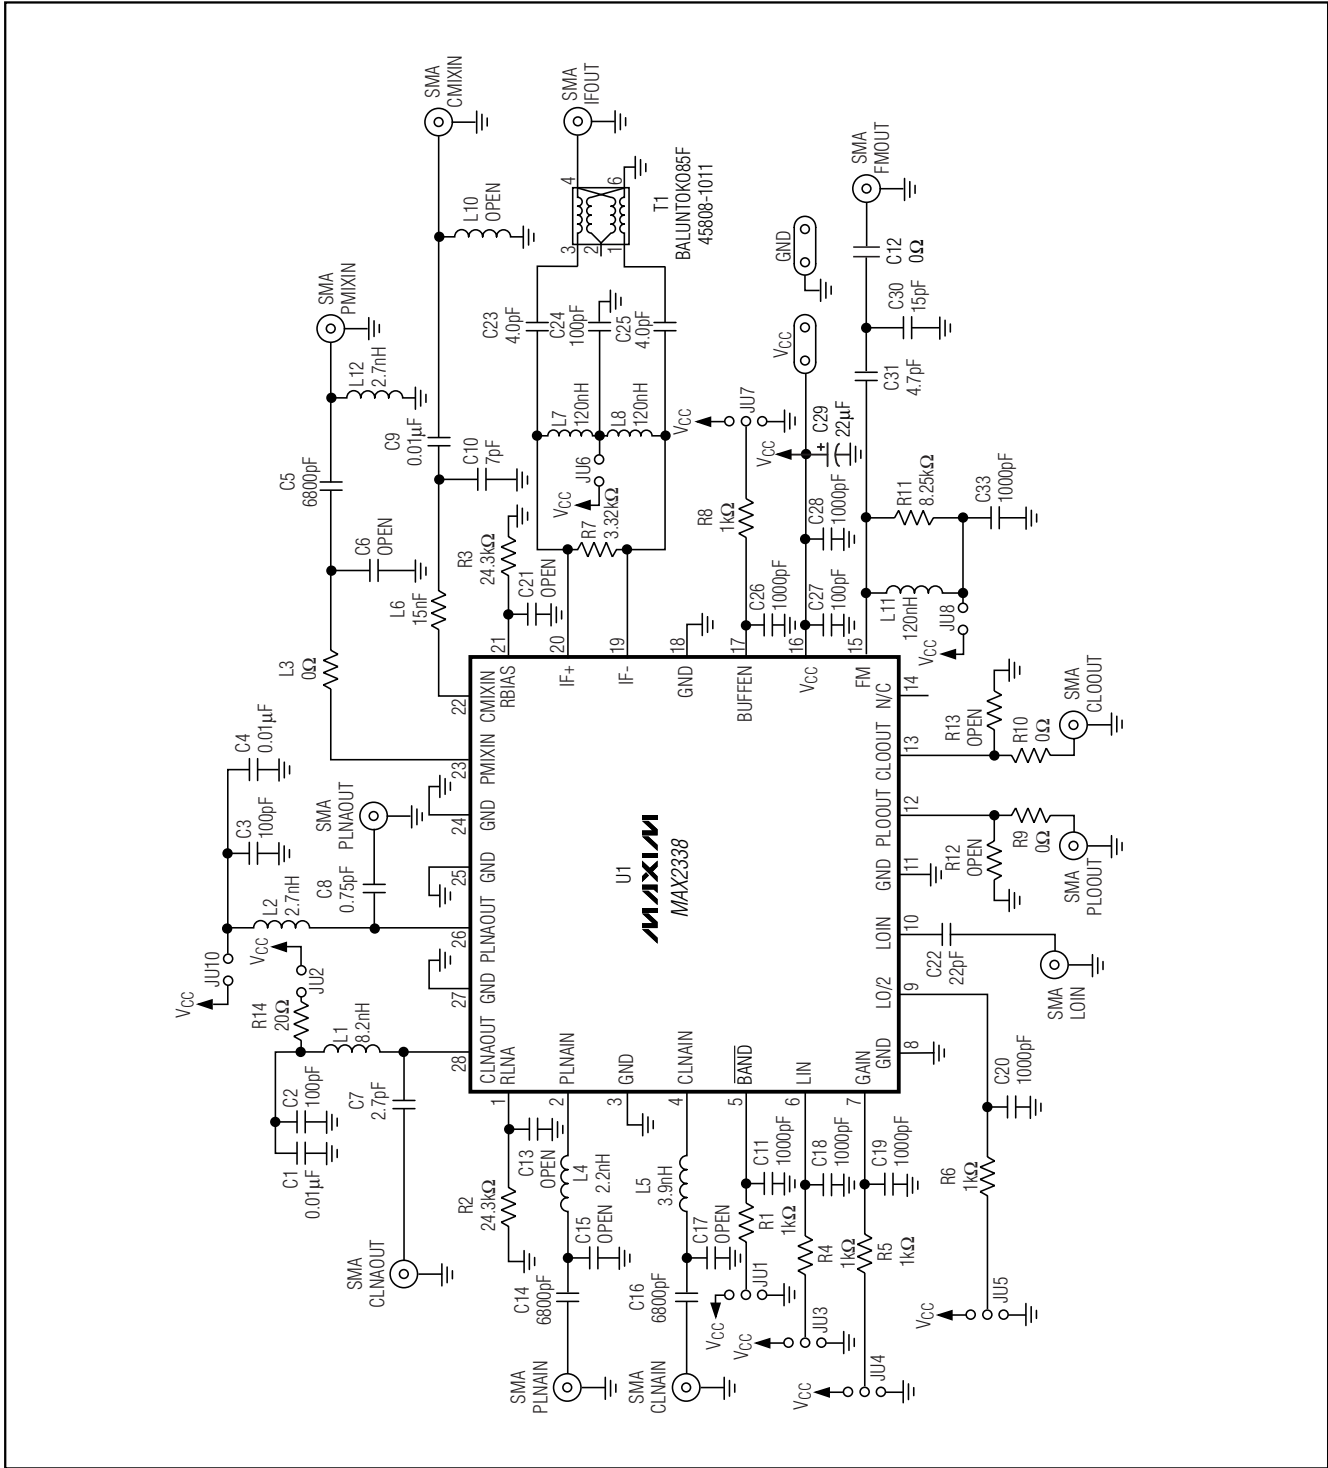 SMA
CMIXIN
SMA
IFOUT
SMA
PMIXIN
L10
OPEN
4
6
3
2
1
T1
BALUNTOKO85F
45808-1011
L12
2.7nH
C9
0.01µF
C10
7pF
C5
6800pF
C6
OPEN
L6
15nF
L3
0Ω
C23
4.0pF
C24
100pF
C25
4.0pF
L7
120nH
L8
120nH
JU6
VCC
R7
3.32kΩ
R3
24.3kΩ
C21
OPEN
GND
VCC
VCC
JU7
R8
1kΩ
C26
1000pF
VCC
C29
+
22µF
C28
1000pF
C27
100pF
SMA
FMOUT
C12
0Ω
C30
15pF
C31
4.7pF
R11
8.25kΩ
C33
1000pF
L11
120nH
JU8
VCC
C4
0.01µF
C3
100pF
SMA
PLNAOUT
C8
0.75pF
L2
2.7nH
JU10
VCC
VCC
JU2
R14
20Ω
L1
8.2nH
C2
100pF
C1
0.01µF
C7
2.7pF
SMA
CLNAOUT
22
CMIXIN
23
PMIXIN
24
GND
25
GND
26
PLNAOUT
27
GND
28
CLNAOUT
21
RBIAS
20
IF+
19
IF-
18
GND
17
BUFFEN
16
VCC
15
FM
U1
MAXIM
MAX2338
14
N/C
13
CLOOUT
12
PLOOUT
11
GND
10
LOIN
9
LO/2
8
GND
1
RLNA
2
PLNAIN
3
GND
4
CLNAIN
5
BAND
6
LIN
7
GAIN
R13
OPEN
R10
0Ω
SMA
CLOOUT
R12
OPEN
R9
0Ω
SMA
PLOOUT
C22
22pF
SMA
LOIN
C20
1000pF
R6
1kΩ
VCC
JU5
R2
24.3kΩ
C13
OPEN
L4
2.2nH
C15
OPEN
C14
6800pF
SMA
PLNAIN
L5
3.9nH
C17
OPEN
C16
6800pF
SMA
CLNAIN
C11
1000pF
R1
1kΩ
VCC
JU1
C18
1000pF
R4
1kΩ
VCC
JU3
C19
1000pF
R5
1kΩ
VCC
JU4